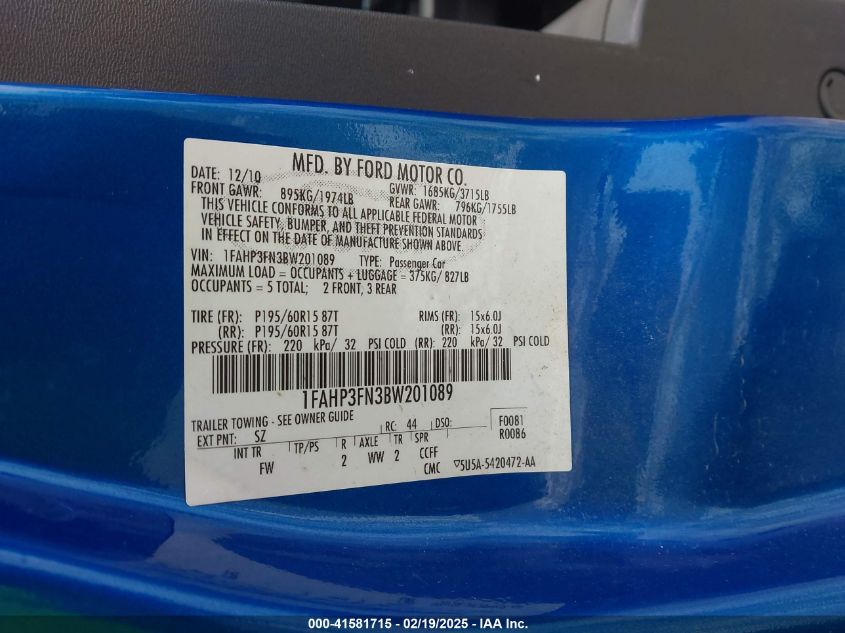 MFD. BY FORD MOTOR CO.
DATE: 12/10 GVWR: 1685KG/3715LB
FRONT GAWR: 895KG/1974LB REAR GAWR: 796KG/1755LB
THIS VEHICLE CONFORMS TO ALL APPLICABLE FEDERAL MOTOR
VEHICLE SAFETY, BUMPER, AND THEFT PREVENTION STANDARDS
IN EFFECT ON THE DATE OF MANUFACTURE SHOWN ABOVE.
VIN: 1FAHP3FN3BW201089 TYPE: Passenger Car
MAXIMUM LOAD = OCCUPANTS + LUGGAGE = 375KG/ 827LB
OCCUPANTS = 5 TOTAL; 2 FRONT, 3 REAR
TIRE (FR): P195/60R15 87T RIMS (FR): 15x6.0J
(RR): P195/60R15 87T (RR): 15x6.0J
PRESSURE (FR): 220 kPa/ 32 PSI COLD (RR): 220 kPa/ 32 PSI COLD
1FAHP3FN3BW201089
TRAILER TOWING - SEE OWNER GUIDE
EXT PNT: SZ RC: 44 DSO: F0081
R0086
INT TR TP/PS R AXLE TR SPR
FW 2 WW 2 CCFF
CMC ▽5U5A-5420472-AA
000-41581715 - 02/19/2025 - IAA Inc.